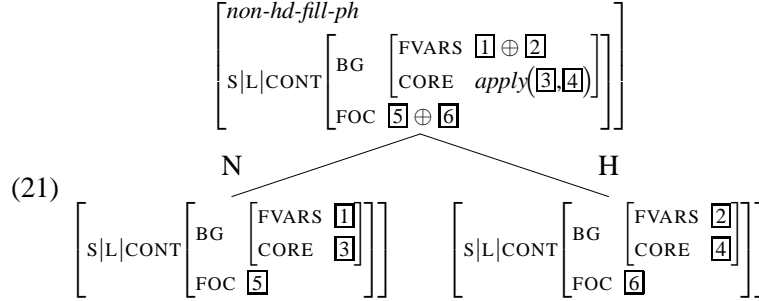 non-hd-fill-ph
FVARS 1 ⊕ 2
BG
S|L|CONT CORE apply(3,4)
FOC 5 ⊕ 6
N H
(21)
FVARS 1 FVARS 2
BG BG
S|L|CONT CORE 3 S|L|CONT CORE 4
FOC 5 FOC 6